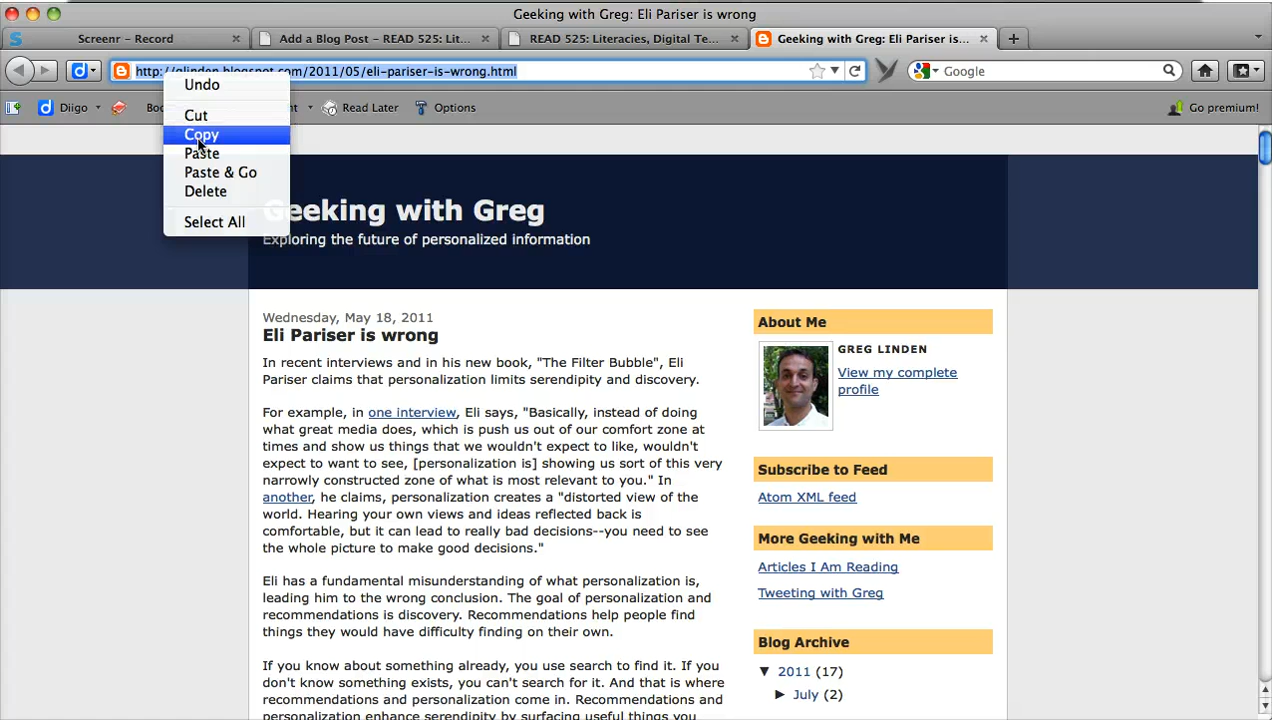 Geeking with Greg: Eli Pariser is wrong
Screenr - Record
Add a Blog Post – READ 525: Lit...
READ 525: Literacies, Digital Te...
Geeking with Greg: Eli Pariser is...
http://glinden.blogspot.com/2011/05/eli-pariser-is-wrong.html
Google
Diigo
Read Later
Options
Go premium!
Undo
Cut
Copy
Paste
Paste & Go
Delete
Select All
Geeking with Greg
Exploring the future of personalized information
Wednesday, May 18, 2011
Eli Pariser is wrong
In recent interviews and in his new book, "The Filter Bubble", Eli
Pariser claims that personalization limits serendipity and discovery.
For example, in one interview, Eli says, "Basically, instead of doing
what great media does, which is push us out of our comfort zone at
times and show us things that we wouldn't expect to like, wouldn't
expect to want to see, [personalization is] showing us sort of this very
narrowly constructed zone of what is most relevant to you." In
another, he claims, personalization creates a "distorted view of the
world. Hearing your own views and ideas reflected back is
comfortable, but it can lead to really bad decisions--you need to see
the whole picture to make good decisions."
Eli has a fundamental misunderstanding of what personalization is,
leading him to the wrong conclusion. The goal of personalization and
recommendations is discovery. Recommendations help people find
things they would have difficulty finding on their own.
If you know about something already, you use search to find it. If you
don't know something exists, you can't search for it. And that is where
recommendations and personalization come in. Recommendations and
personalization enhance serendipity by surfacing useful things you
About Me
GREG LINDEN
View my complete
profile
Subscribe to Feed
Atom XML feed
More Geeking with Me
Articles I Am Reading
Tweeting with Greg
Blog Archive
▼ 2011 (17)
► July (2)